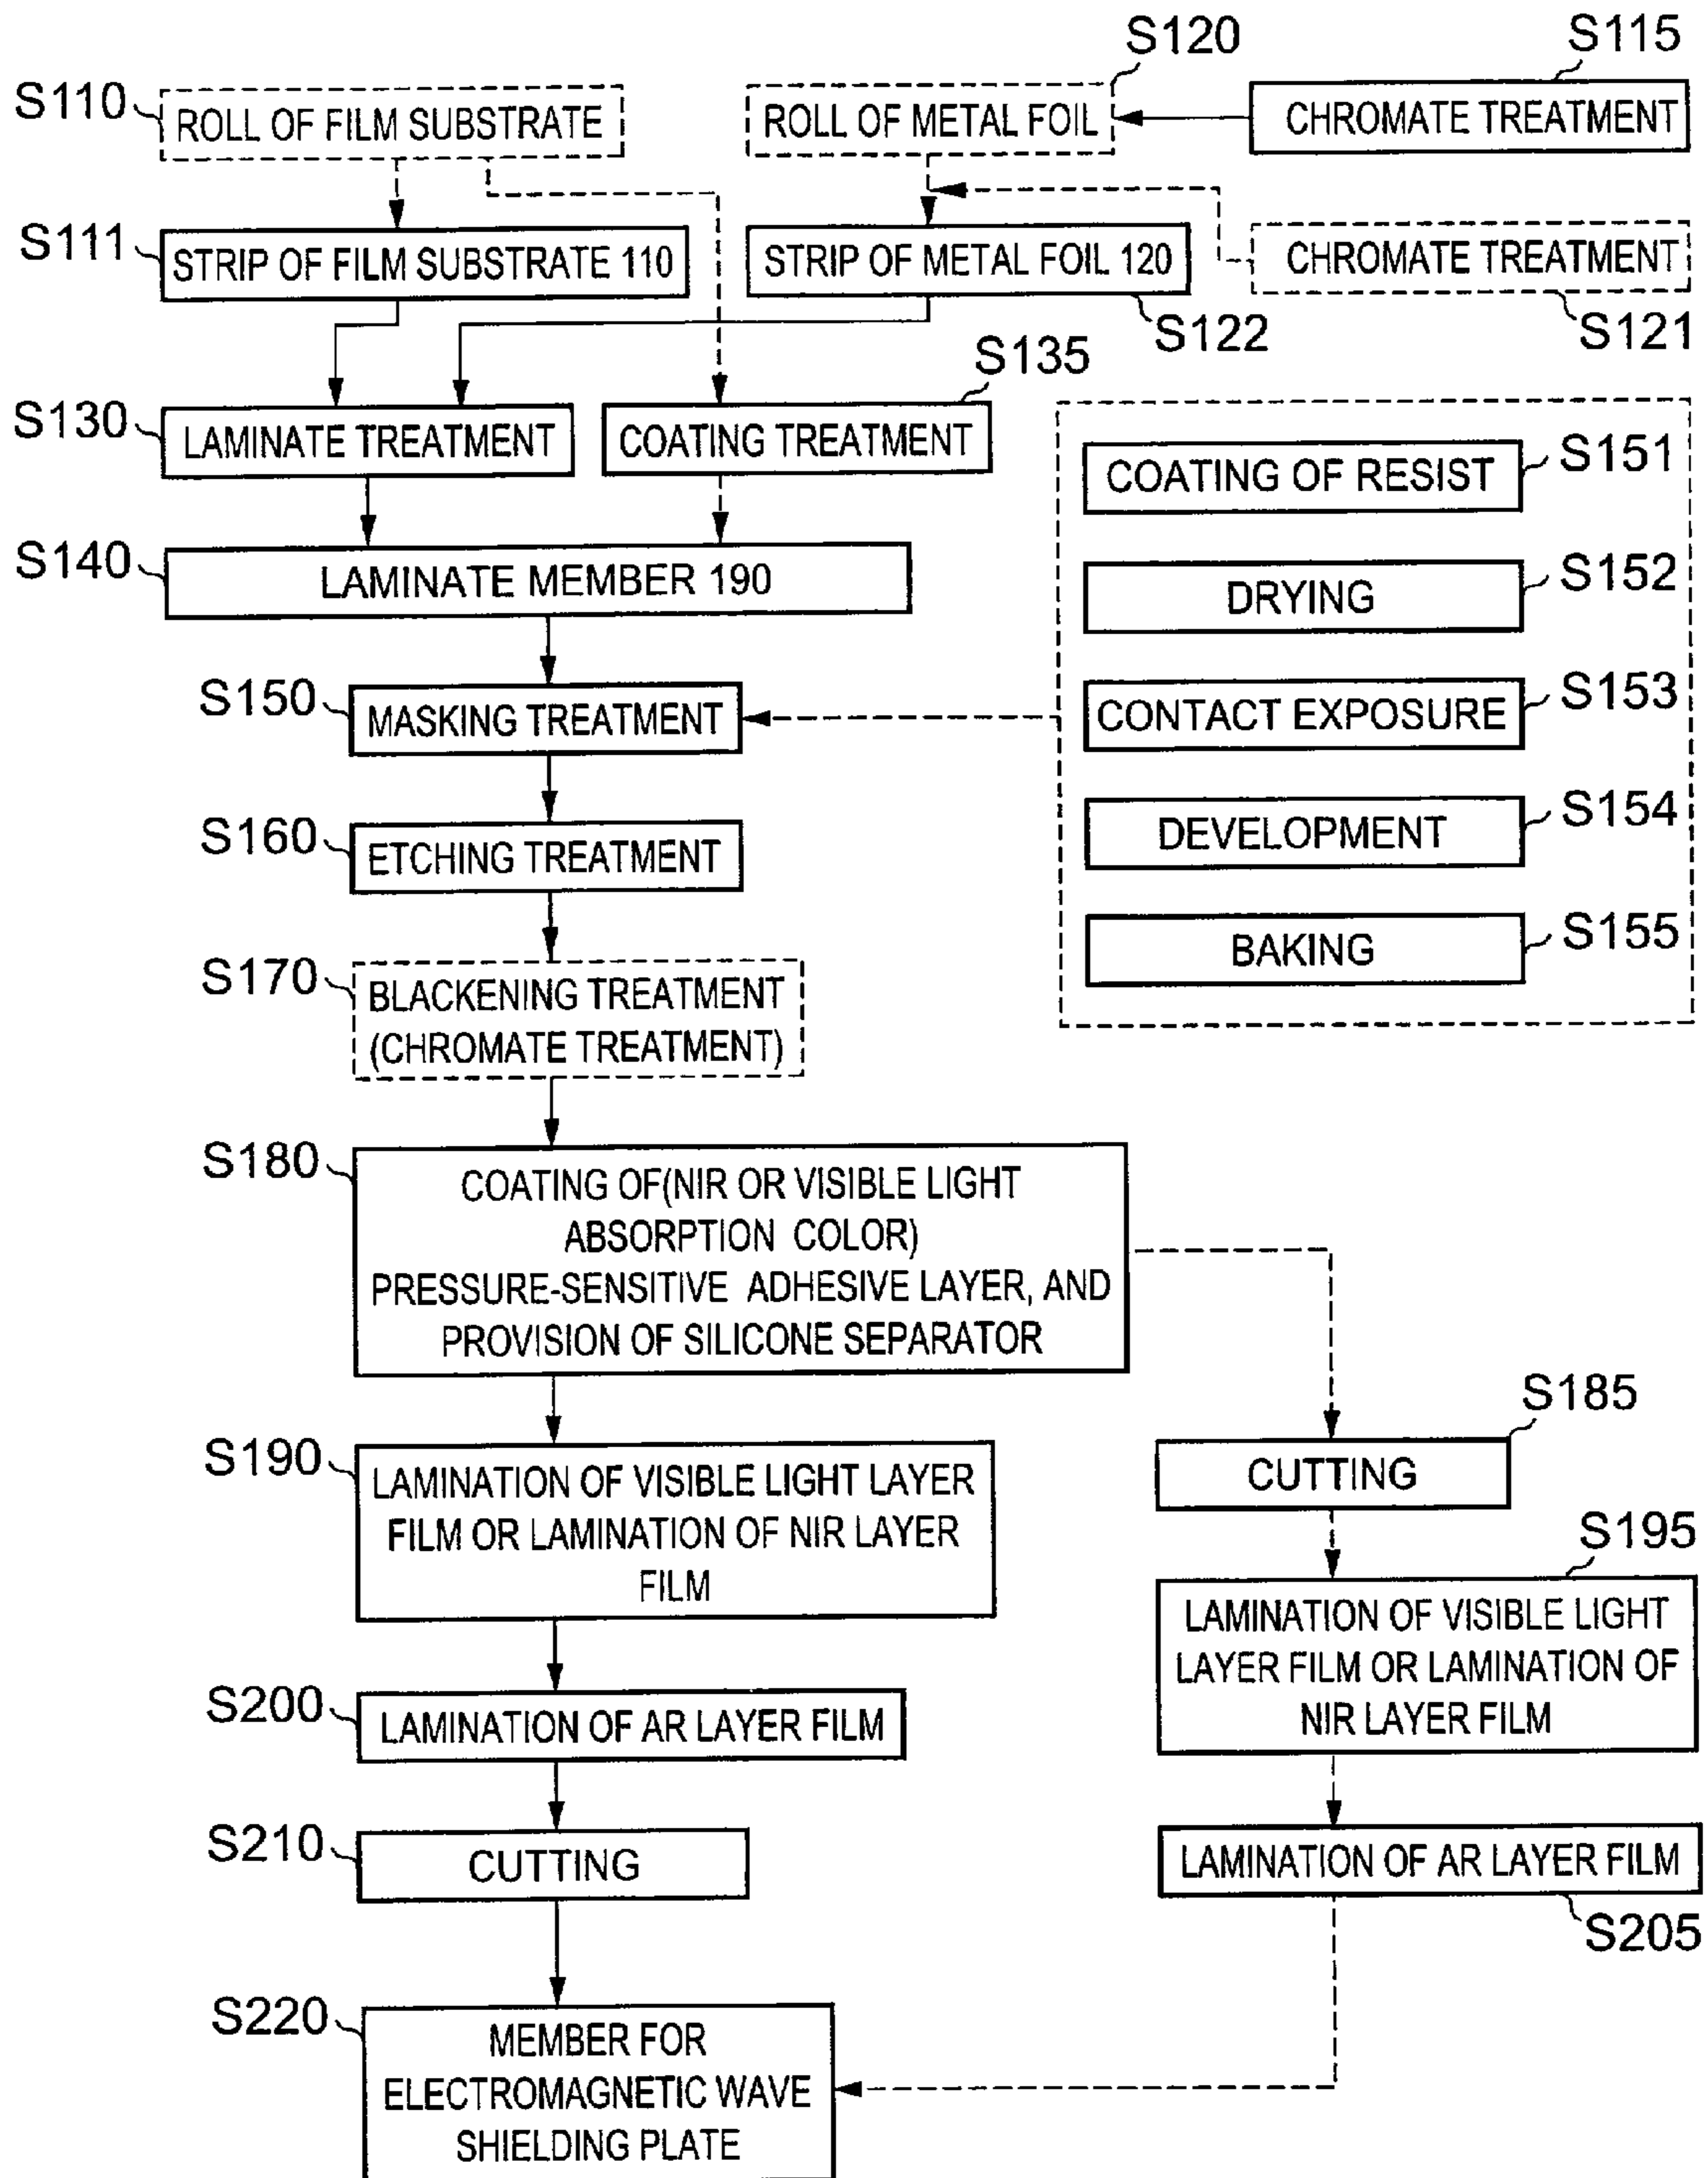 S120
S115
S110
ROLL OF FILM SUBSTRATE
ROLL OF METAL FOIL
CHROMATE TREATMENT
S111
STRIP OF FILM SUBSTRATE 110
STRIP OF METAL FOIL 120
CHROMATE TREATMENT
S122
S121
S135
S130
LAMINATE TREATMENT
COATING TREATMENT
COATING OF RESIST
S151
S140
LAMINATE MEMBER 190
DRYING
S152
S150
MASKING TREATMENT
CONTACT EXPOSURE
S153
S160
ETCHING TREATMENT
DEVELOPMENT
S154
BAKING
S155
S170
BLACKENING TREATMENT
(CHROMATE TREATMENT)
S180
COATING OF(NIR OR VISIBLE LIGHT
ABSORPTION COLOR)
PRESSURE-SENSITIVE ADHESIVE LAYER, AND
PROVISION OF SILICONE SEPARATOR
S185
CUTTING
S190
LAMINATION OF VISIBLE LIGHT LAYER
FILM OR LAMINATION OF NIR LAYER
FILM
S195
LAMINATION OF VISIBLE LIGHT
LAYER FILM OR LAMINATION OF
NIR LAYER FILM
S200
LAMINATION OF AR LAYER FILM
S210
CUTTING
LAMINATION OF AR LAYER FILM
S205
S220
MEMBER FOR
ELECTROMAGNETIC WAVE
SHIELDING PLATE